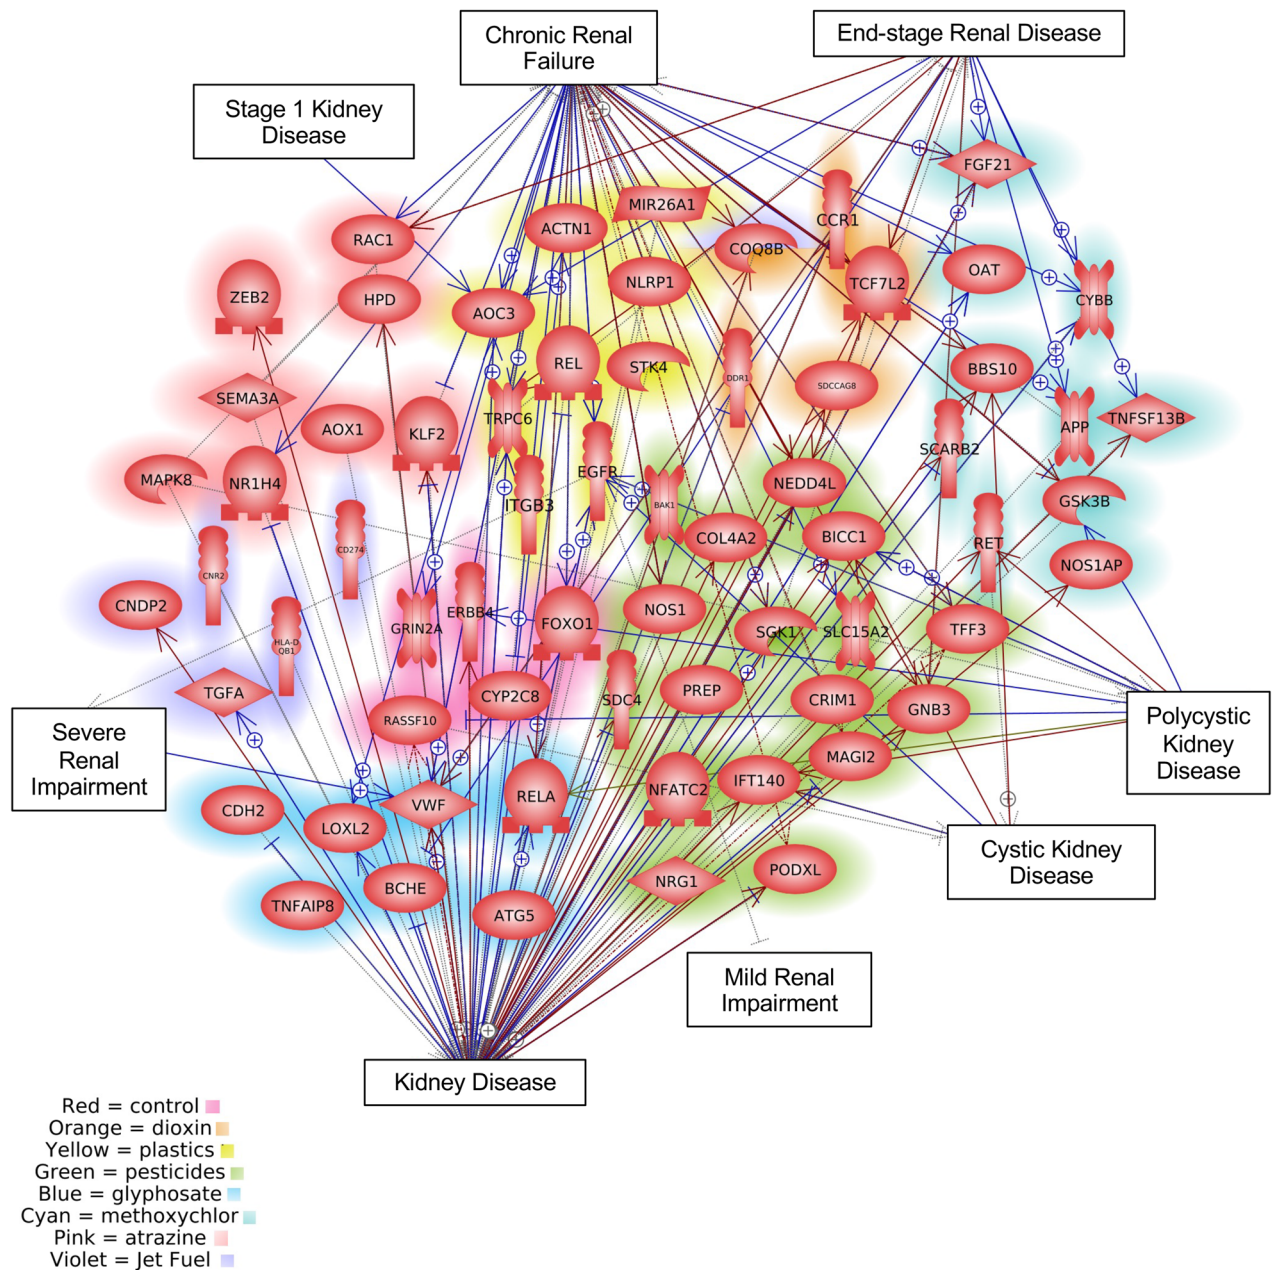 Chronic Renal
Failure
End-stage Renal Disease
Stage 1 Kidney
Disease
FGF21
MIR26A1
CCR1
RAC1
ACTN1
COQ8B
OAT
ZEB2
HPD
AOC3
NLRP1
TCF7L2
CYBB
REL
STK4
DDR1
SDCCAG8
BBS10
SEMA3A
AOX1
KLF2
TRPC6
APP
TNFSF13B
SCARB2
MAPK8
NR1H4
ITGB3
EGFR
BAK1
NEDD4L
GSK3B
COL4A2
BICC1
RET
CD274
NOS1AP
CNR2
CNDP2
GRIN2A
ERBB4
FOXO1
NOS1
SGK1
SLC15A2
TFF3
HLA-D
QB1
TGFA
RASSF10
CYP2C8
SDC4
PREP
CRIM1
GNB3
Severe
Renal
Impairment
Polycystic
Kidney
Disease
MAGI2
CDH2
LOXL2
VWF
RELA
NFATC2
IFT140
Cystic Kidney
Disease
TNFAIP8
BCHE
ATG5
NRG1
PODXL
Mild Renal
Impairment
Kidney Disease
Red = control
Orange = dioxin
Yellow = plastics
Green = pesticides
Blue = glyphosate
Cyan = methoxychlor
Pink = atrazine
Violet = Jet Fuel